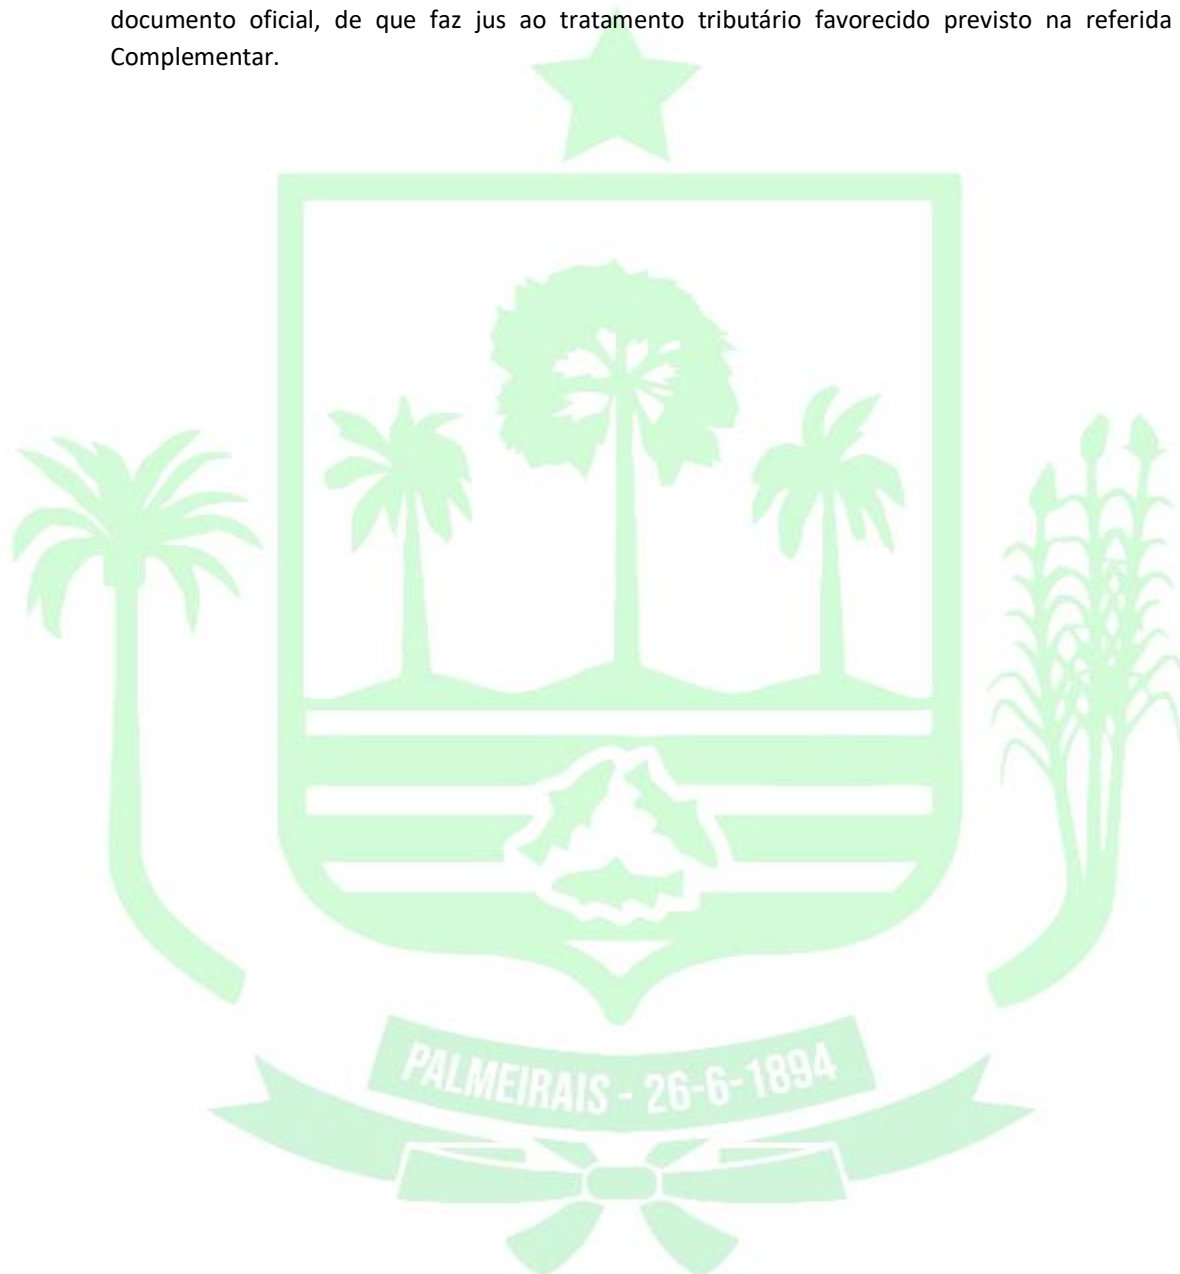 documento oficial, de que faz jus ao tratamento tributário favorecido previsto na referida
Complementar.
PALMEIRAIS - 26-6-1894